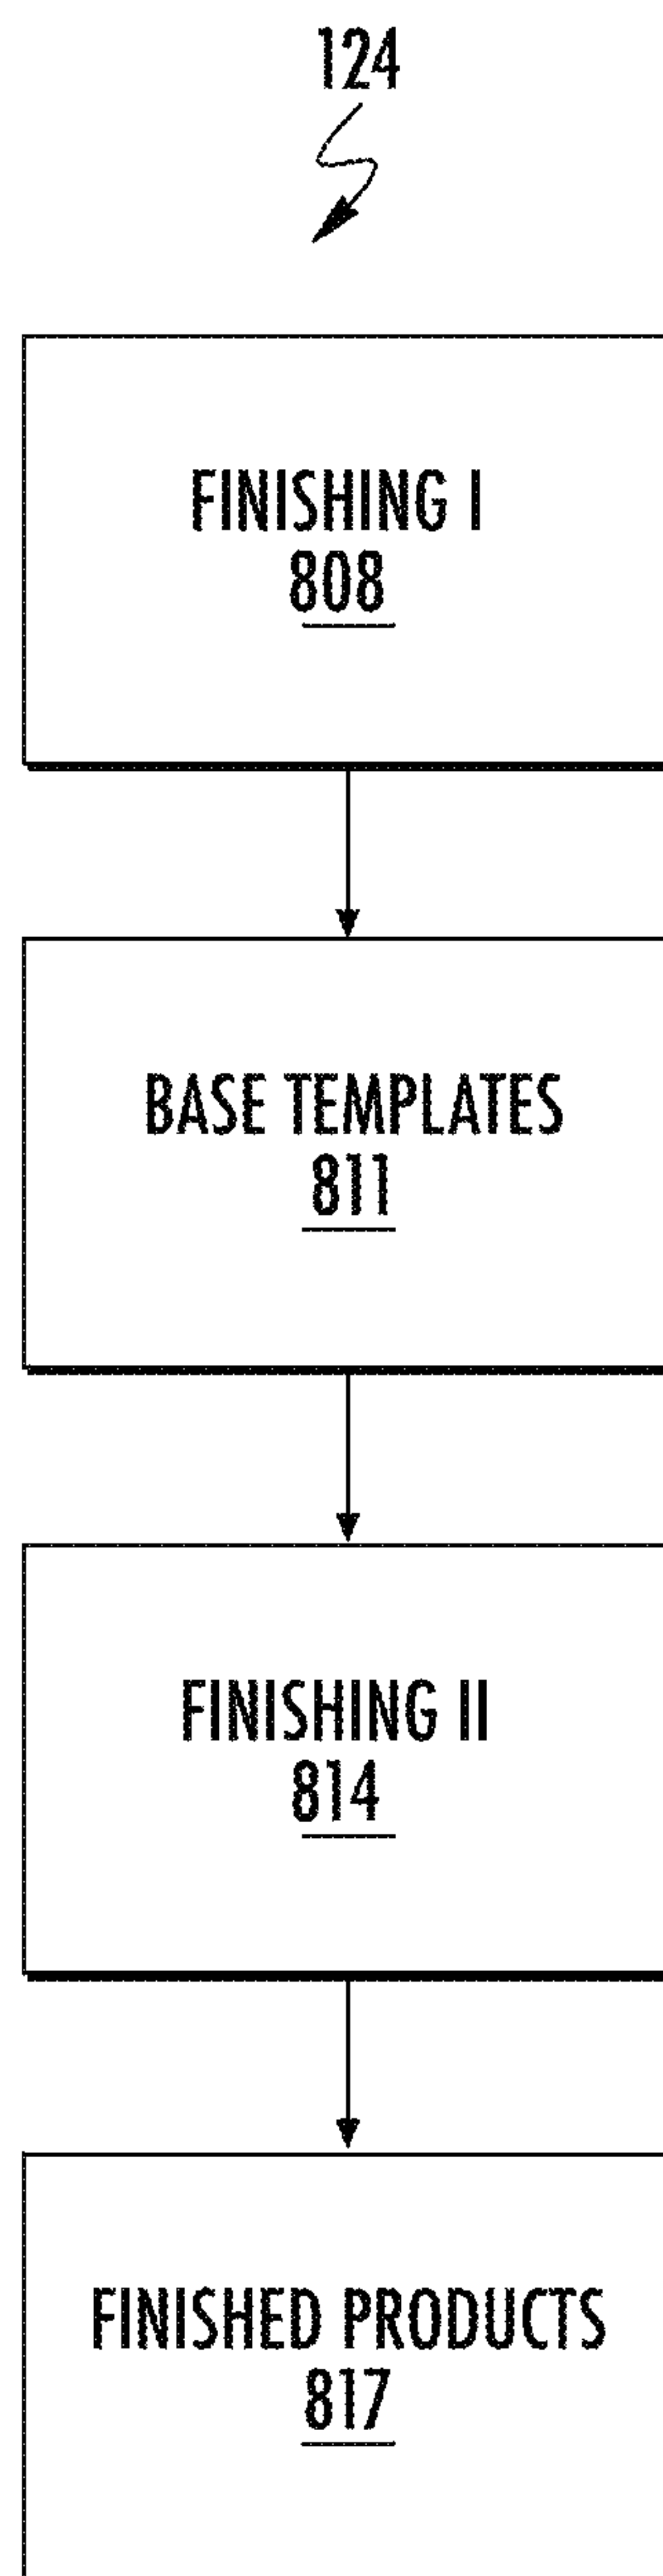 124
FINISHING I
808
BASE TEMPLATES
811
FINISHING II
814
FINISHED PRODUCTS
817